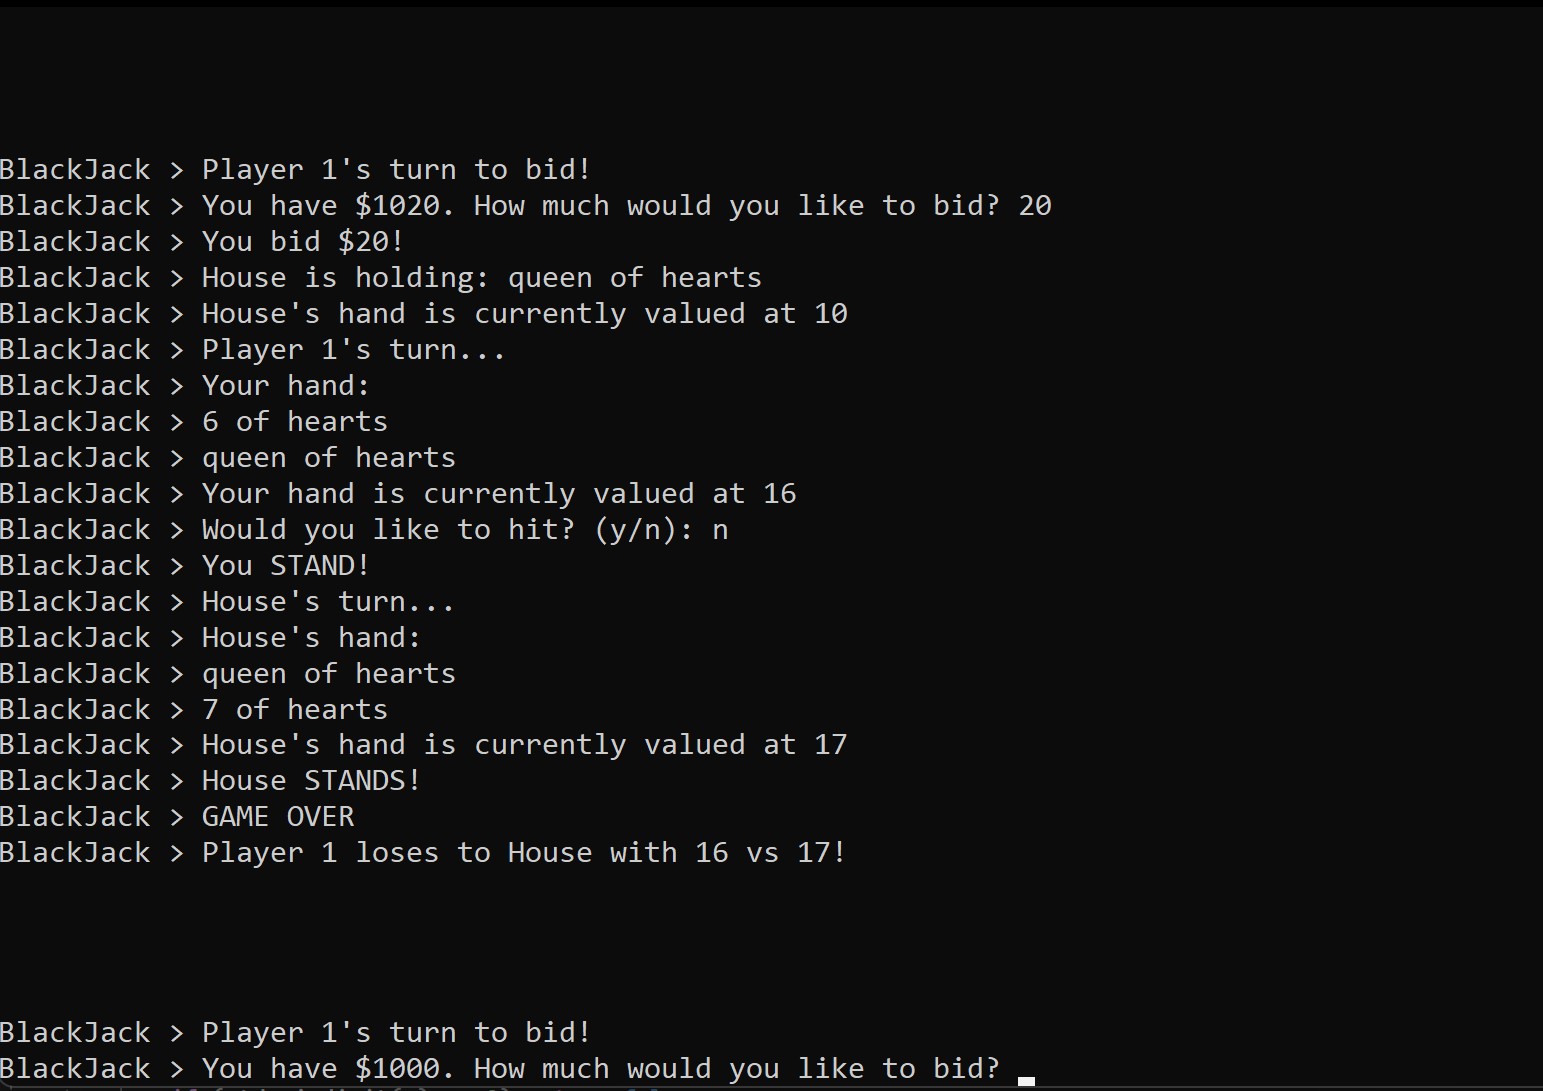 BlackJack > Player 1's turn to bid!
BlackJack > You have $1020. How much would you like to bid? 20
BlackJack > You bid $20!
BlackJack > House is holding: queen of hearts
BlackJack > House's hand is currently valued at 10
BlackJack > Player 1's turn...
BlackJack > Your hand:
BlackJack > 6 of hearts
BlackJack > queen of hearts
BlackJack > Your hand is currently valued at 16
BlackJack > Would you like to hit? (y/n): n
BlackJack > You STAND!
BlackJack > House's turn...
BlackJack > House's hand:
BlackJack > queen of hearts
BlackJack > 7 of hearts
BlackJack > House's hand is currently valued at 17
BlackJack > House STANDS!
BlackJack > GAME OVER
BlackJack > Player 1 loses to House with 16 vs 17!
BlackJack > Player 1's turn to bid!
BlackJack > You have $1000. How much would you like to bid?